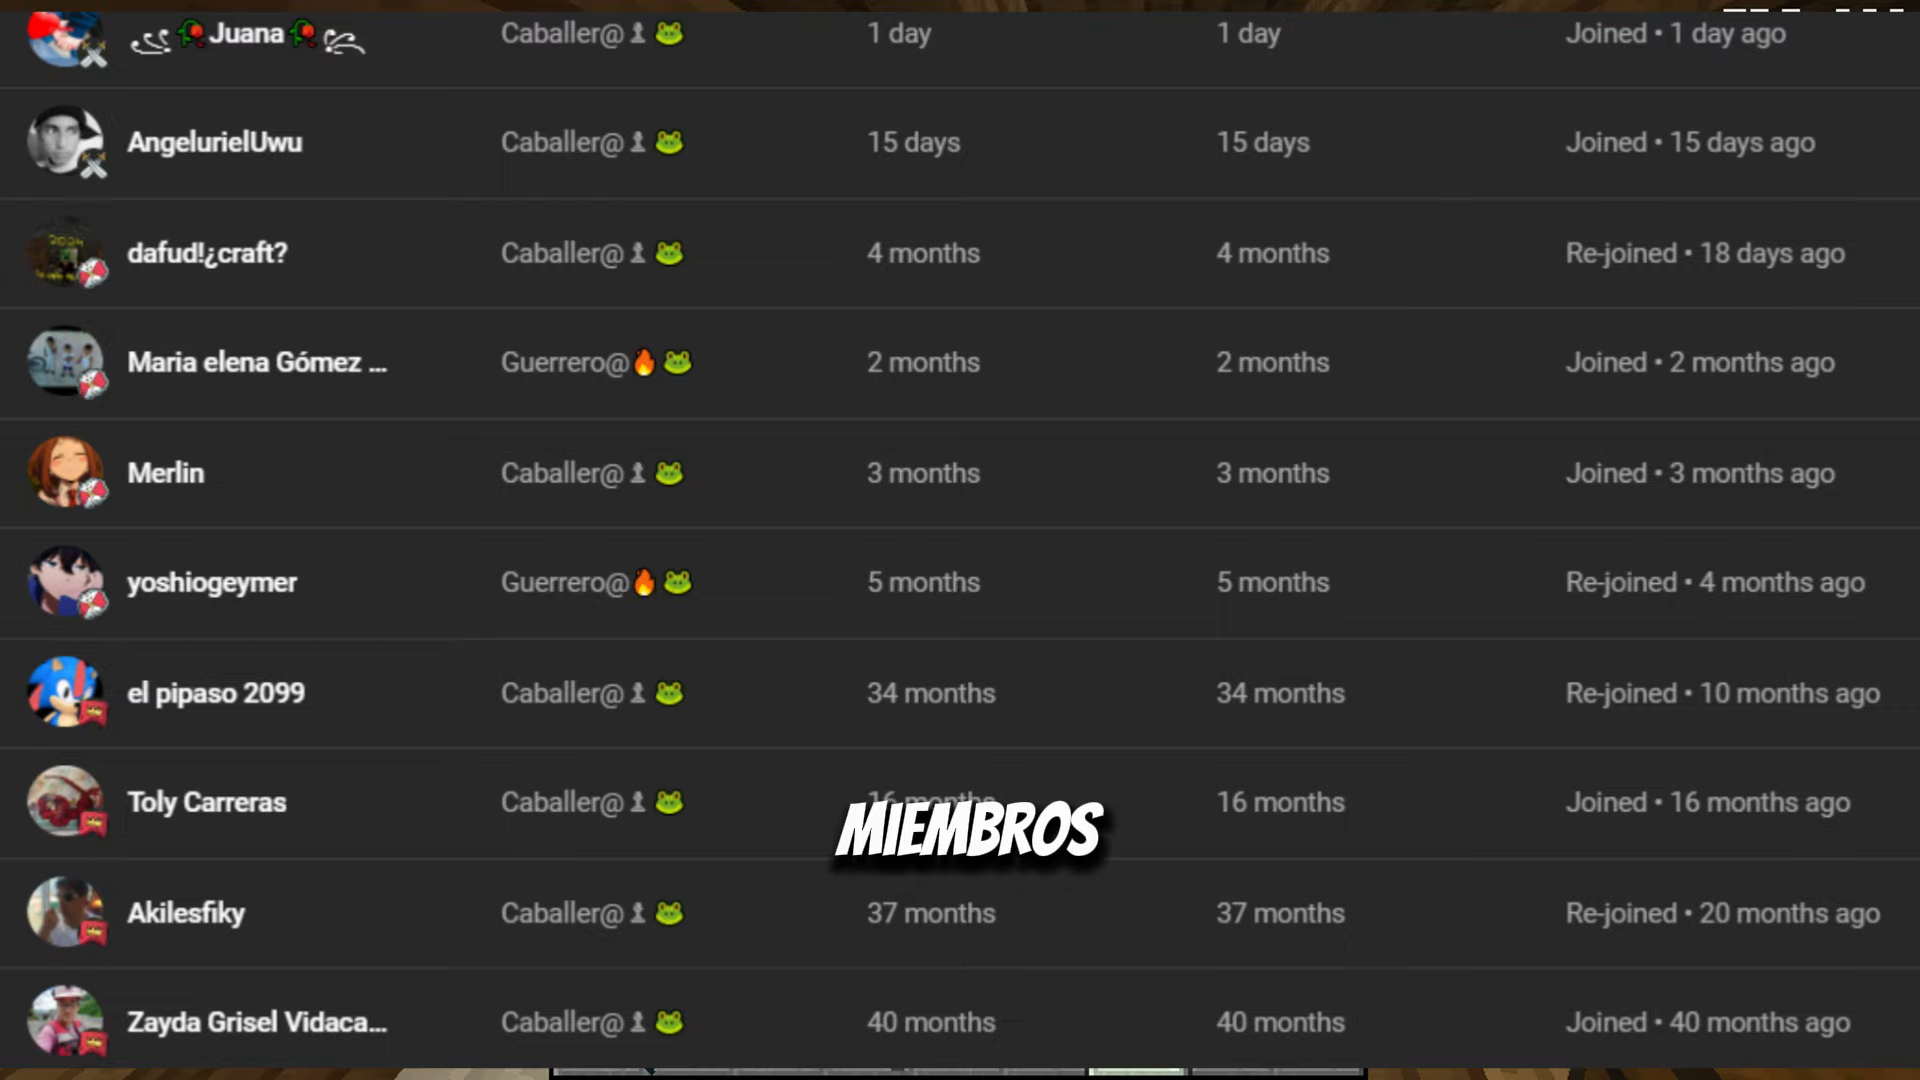 Juana Caballer@ 1 day 1 day Joined • 1 day ago
AngelurielUwu Caballer@ 15 days 15 days Joined • 15 days ago
dafud!¿craft? Caballer@ 4 months 4 months Re-joined • 18 days ago
Maria elena Gómez ... Guerrero@🔥🐸 2 months 2 months Joined • 2 months ago
Merlin Caballer@ 3 months 3 months Joined • 3 months ago
yoshiogeymer Guerrero@🔥🐸 5 months 5 months Re-joined • 4 months ago
el pipaso 2099 Caballer@ 34 months 34 months Re-joined • 10 months ago
Toly Carreras Caballer@ 16 months 16 months Joined • 16 months ago
MIEMBROS
Akilesfiky Caballer@ 37 months 37 months Re-joined • 20 months ago
Zayda Grisel Vidaca... Caballer@ 40 months 40 months Joined • 40 months ago